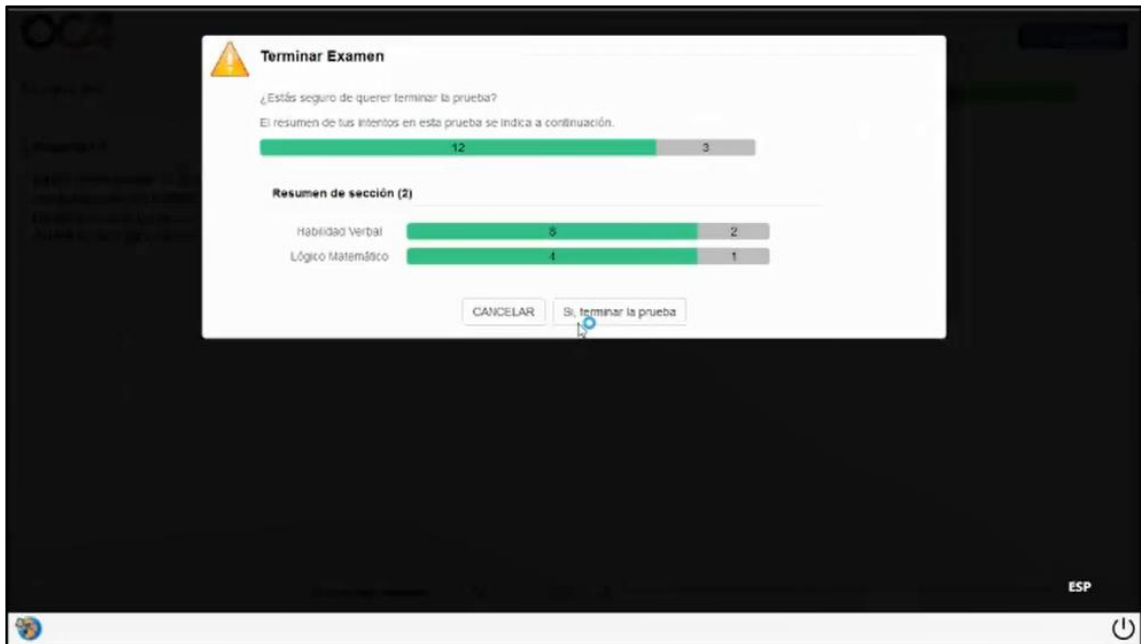 Terminar Examen
¿Estás seguro de querer terminar la prueba?
El resumen de tus intentos en esta prueba se indica a continuación.
12 3
Resumen de sección (2)
Habilidad Verbal 8 2
Lógico Matemático 4 1
CANCELAR Si, terminar la prueba
ESP